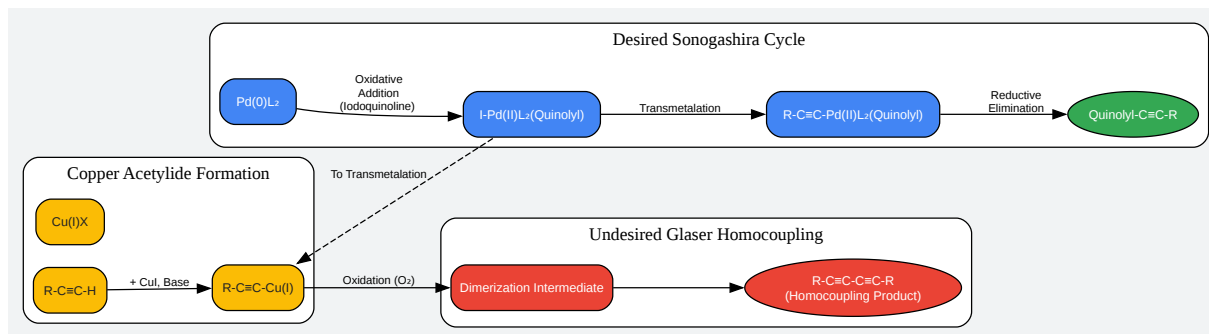 Desired Sonogashira Cycle
Pd(0)L₂
Oxidative
Addition
(Iodoquinoline)
I-Pd(II)L₂(Quinolyl)
Transmetalation
R-C≡C-Pd(II)L₂(Quinolyl)
Reductive
Elimination
Quinolyl-C≡C-R
Copper Acetylide Formation
To Transmetalation
Cu(I)X
R-C≡C-H
+ CuI, Base
R-C≡C-Cu(I)
Oxidation (O₂)
Undesired Glaser Homocoupling
Dimerization Intermediate
R-C≡C-C≡C-R
(Homocoupling Product)